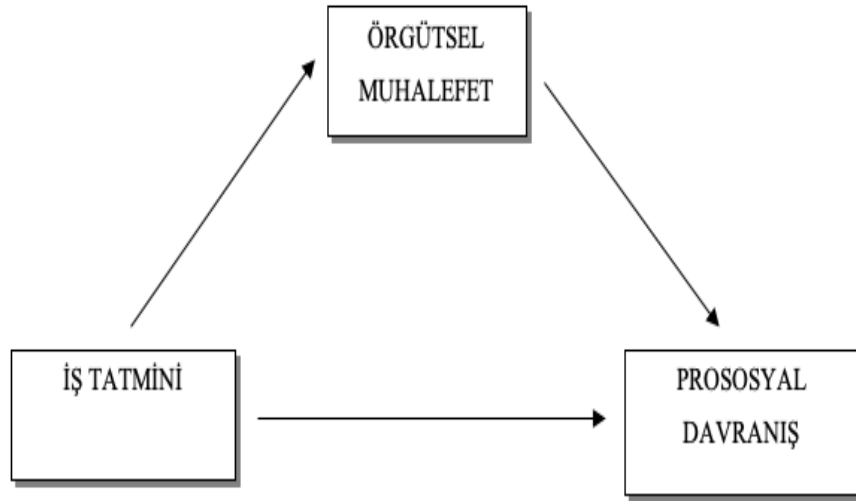 ÖRGÜTSEL
MUHALEFET
İŞ TATMİNİ
PROSOSYAL
DAVRANIŞ